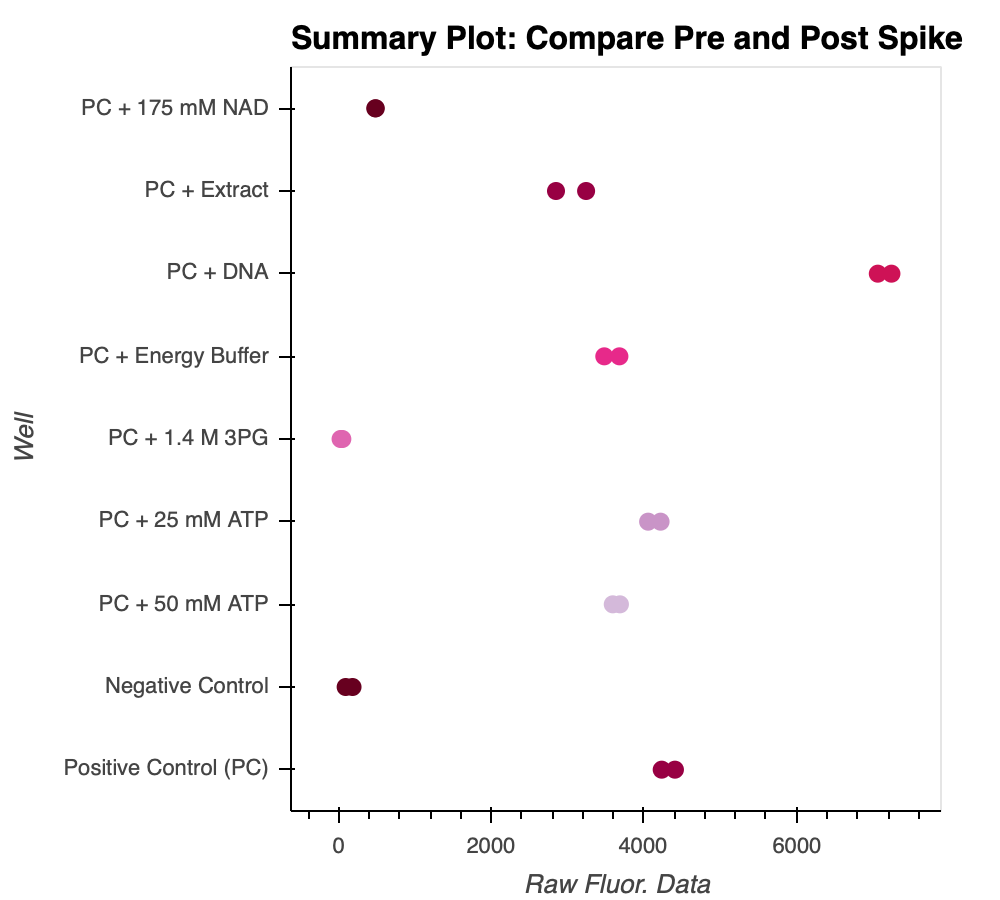 Summary Plot: Compare Pre and Post Spike
PC + 175 mM NAD
PC + Extract
PC + DNA
PC + Energy Buffer
PC + 1.4 M 3PG
PC + 25 mM ATP
PC + 50 mM ATP
Negative Control
Positive Control (PC)
Well
0 2000 4000 6000
Raw Fluor. Data